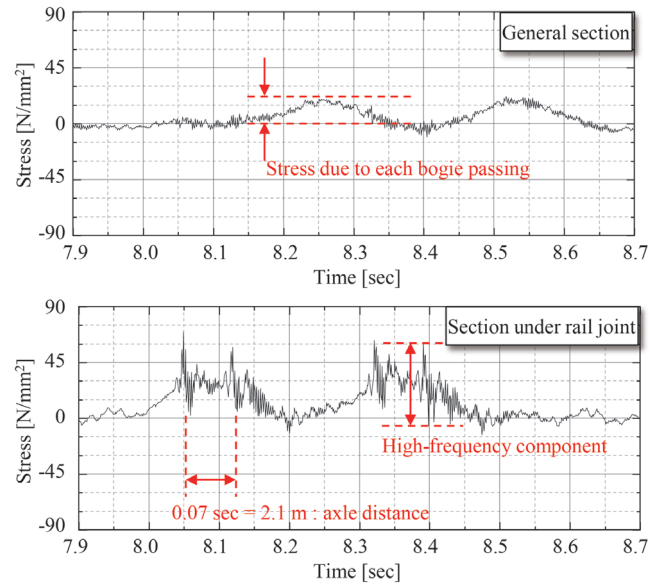 90
General section
45
0
-45
-90
Stress [N/mm²]
Stress due to each bogie passing
7.9 8.0 8.1 8.2 8.3 8.4 8.5 8.6 8.7
Time [sec]
90
Section under rail joint
45
0
-45
-90
Stress [N/mm²]
High-frequency component
0.07 sec = 2.1 m : axle distance
7.9 8.0 8.1 8.2 8.3 8.4 8.5 8.6 8.7
Time [sec]